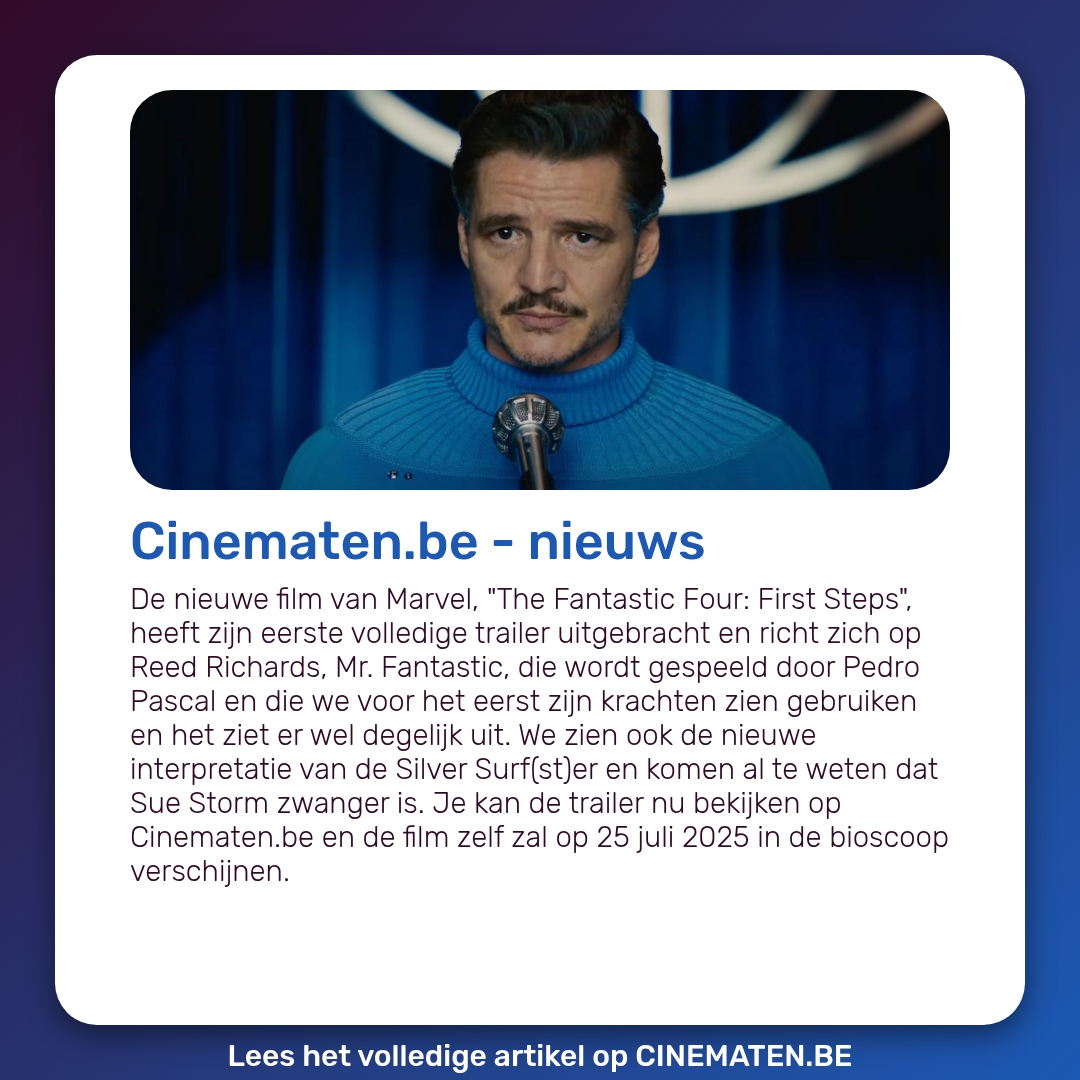 Cinematen.be - nieuws
De nieuwe film van Marvel, "The Fantastic Four: First Steps",
heeft zijn eerste volledige trailer uitgebracht en richt zich op
Reed Richards, Mr. Fantastic, die wordt gespeeld door Pedro
Pascal en die we voor het eerst zijn krachten zien gebruiken
en het ziet er wel degelijk uit. We zien ook de nieuwe
interpretatie van de Silver Surf(st)er en komen al te weten dat
Sue Storm zwanger is. Je kan de trailer nu bekijken op
Cinematen.be en de film zelf zal op 25 juli 2025 in de bioscoop
verschijnen.
Lees het volledige artikel op CINEMATEN.BE